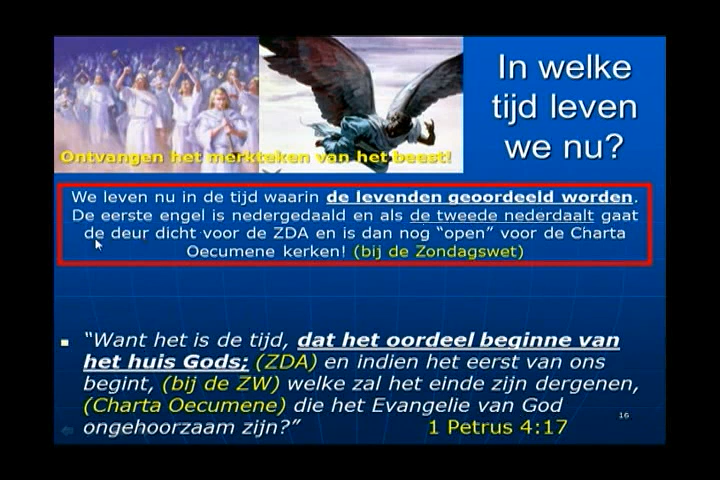 In welke
tijd leven
we nu?
Ontvangen het merkteken van het beest!
We leven nu in de tijd waarin de levenden geoordeeld worden.
De eerste engel is nedergedaald en als de tweede nederdaalt gaat
de deur dicht voor de ZDA en is dan nog “open” voor de Charta
Oecumene kerken! (bij de Zondagswet)
“Want het is de tijd, dat het oordeel beginne van
het huis Gods; (ZDA) en indien het eerst van ons
begint, (bij de ZW) welke zal het einde zijn dergenen,
(Charta Oecumene) die het Evangelie van God
ongehoorzaam zijn?” 1 Petrus 4:17
16